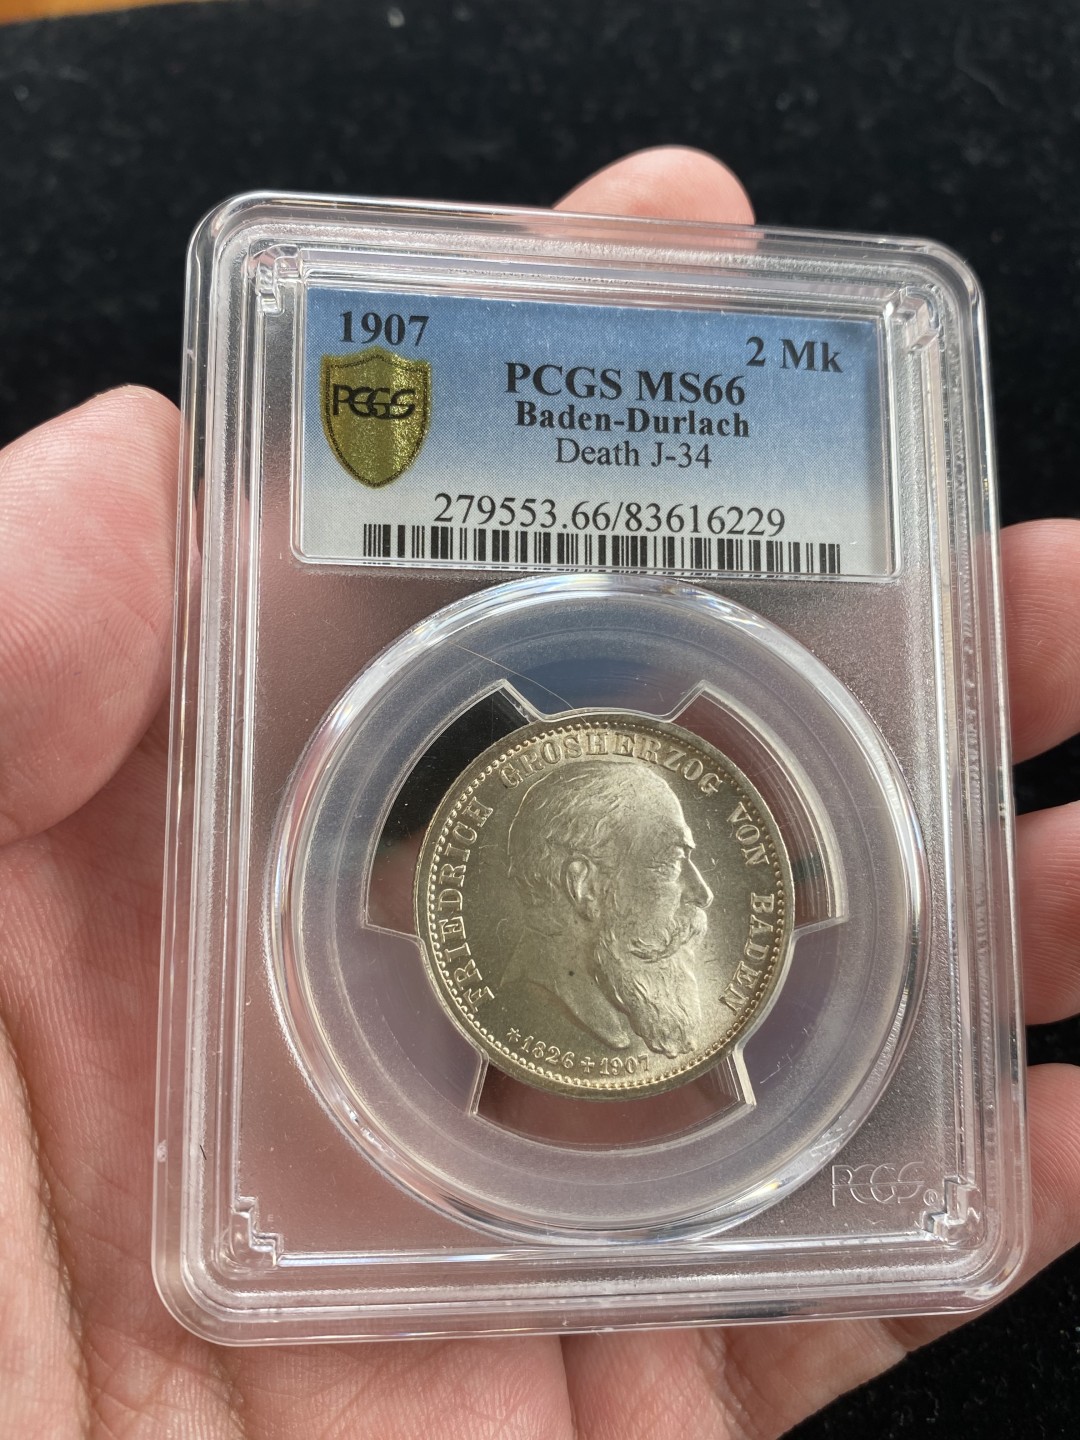 1907
2 Mk
PCGS
PCGS MS66
Baden-Durlach
Death J-34
279553.66/83616229
FRIEDRICH GROSHERZOG VON BADEN
*1826✝1907
PCGS®